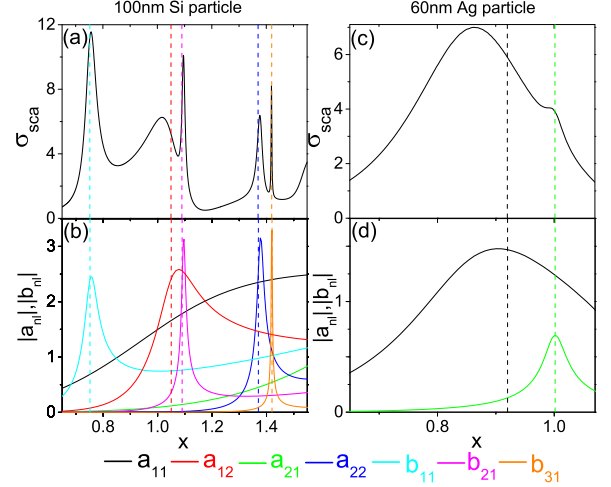 100nm Si particle 60nm Ag particle
(a) (c)
12
8
4
0
σsca
8
6
4
2
0
σsca
(b) (d)
3
2
1
0
|anl|,|bnl|
0.8 1.0 1.2 1.4
x
2
1
0
|anl|,|bnl|
0.8 1.0
x
a11 a12 a21 a22 b11 b21 b31